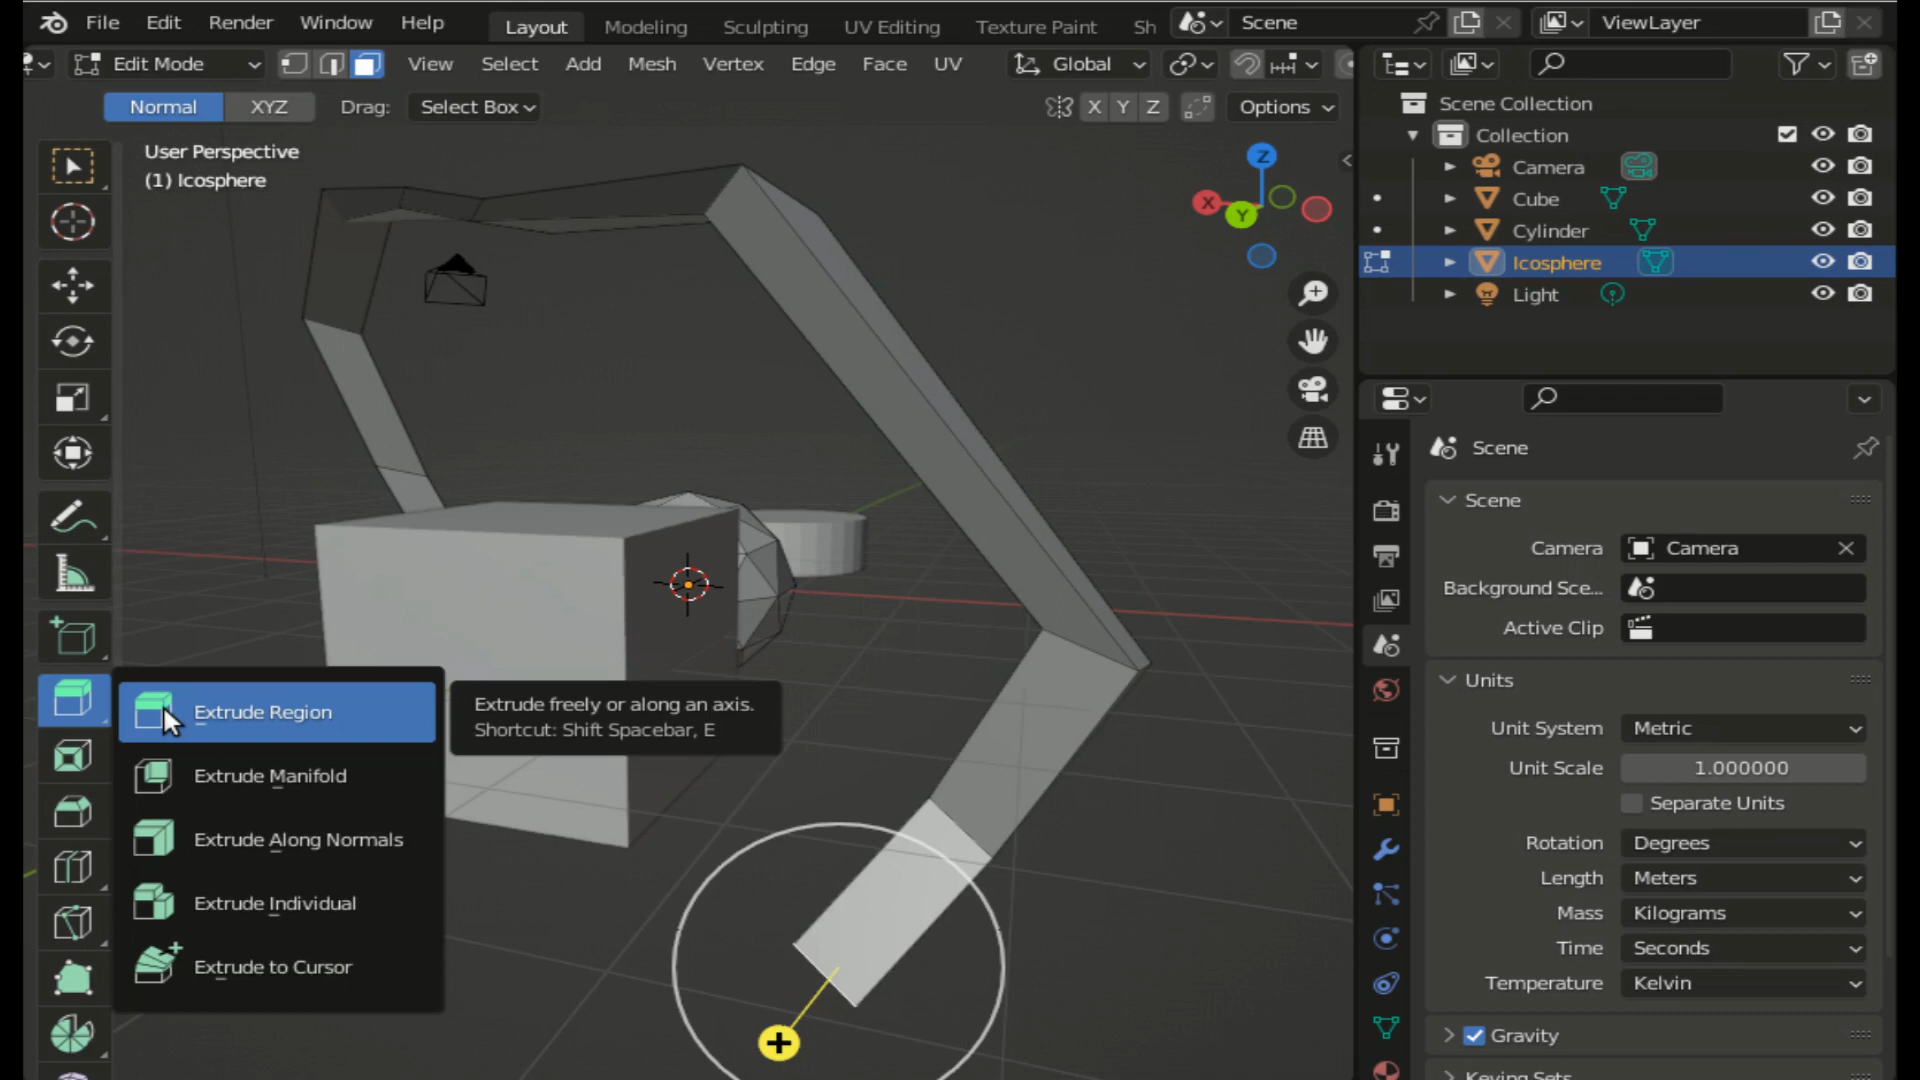 File Edit Render Window Help Layout Modeling Sculpting UV Editing Texture Paint Sh Scene ViewLayer
Edit Mode View Select Add Mesh Vertex Edge Face UV Global
Normal XYZ Drag: Select Box X Y Z Options
User Perspective
(1) Icosphere
Z
X
Y
Extrude Region
Extrude Manifold
Extrude Along Normals
Extrude Individual
Extrude to Cursor
Extrude freely or along an axis.
Shortcut: Shift Spacebar, E
Scene Collection
Collection
Camera
Cube
Cylinder
Icosphere
Light
Scene
Scene
Camera Camera
Background Sce...
Active Clip
Units
Unit System Metric
Unit Scale 1.000000
Separate Units
Rotation Degrees
Length Meters
Mass Kilograms
Time Seconds
Temperature Kelvin
Gravity
Keying Sets